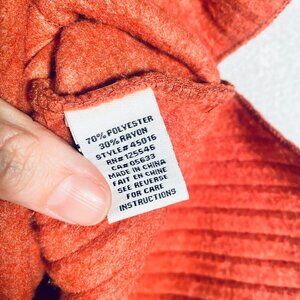 70% POLYESTER
30% RAYON
STYLE# 45016
RN# 125546
CA# 05633
MADE IN CHINA
FAIT EN CHINE
SEE REVERSE
FOR CARE
INSTRUCTIONS